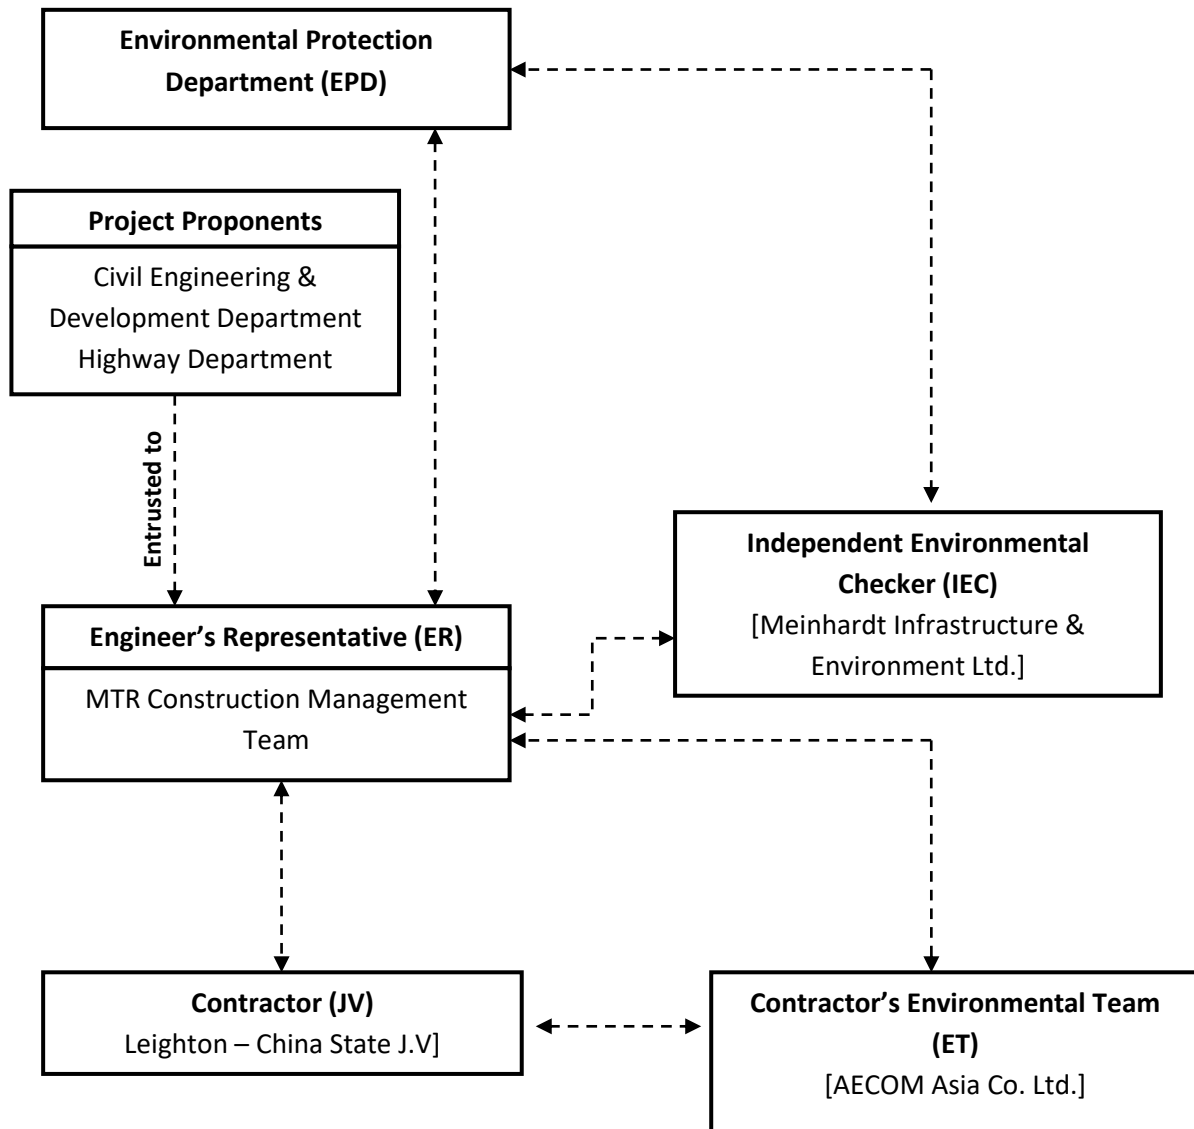 Environmental Protection
Department (EPD)
Project Proponents
Civil Engineering &
Development Department
Highway Department
Entrusted to
Independent Environmental
Checker (IEC)
[Meinhardt Infrastructure &
Environment Ltd.]
Engineer’s Representative (ER)
MTR Construction Management
Team
Contractor (JV)
Leighton – China State J.V]
Contractor’s Environmental Team
(ET)
[AECOM Asia Co. Ltd.]